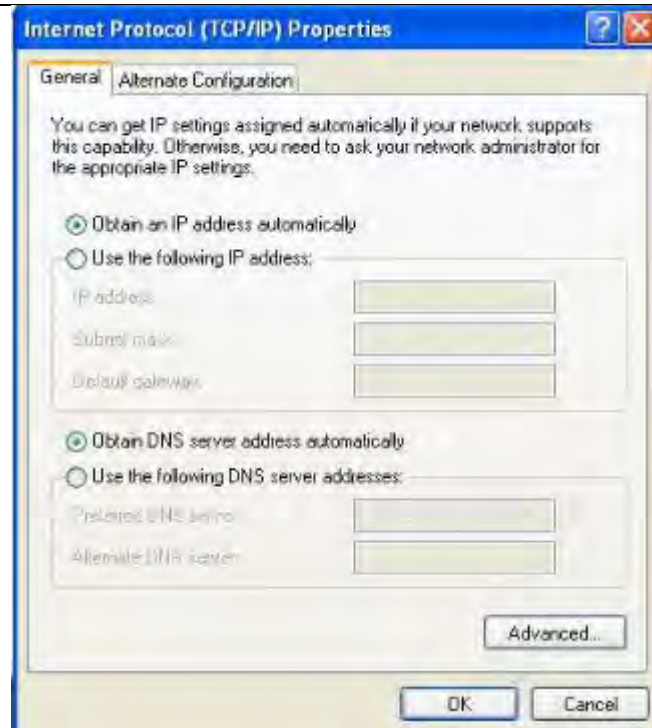 Internet Protocol (TCP/IP) Properties
General
Alternate Configuration
You can get IP settings assigned automatically if your network supports
this capability. Otherwise, you need to ask your network administrator for
the appropriate IP settings.
Obtain an IP address automatically
Use the following IP address:
IP address
Subnet mask
Default gateway
Obtain DNS server address automatically
Use the following DNS server addresses:
Preferred DNS server
Alternate DNS server
Advanced...
OK
Cancel